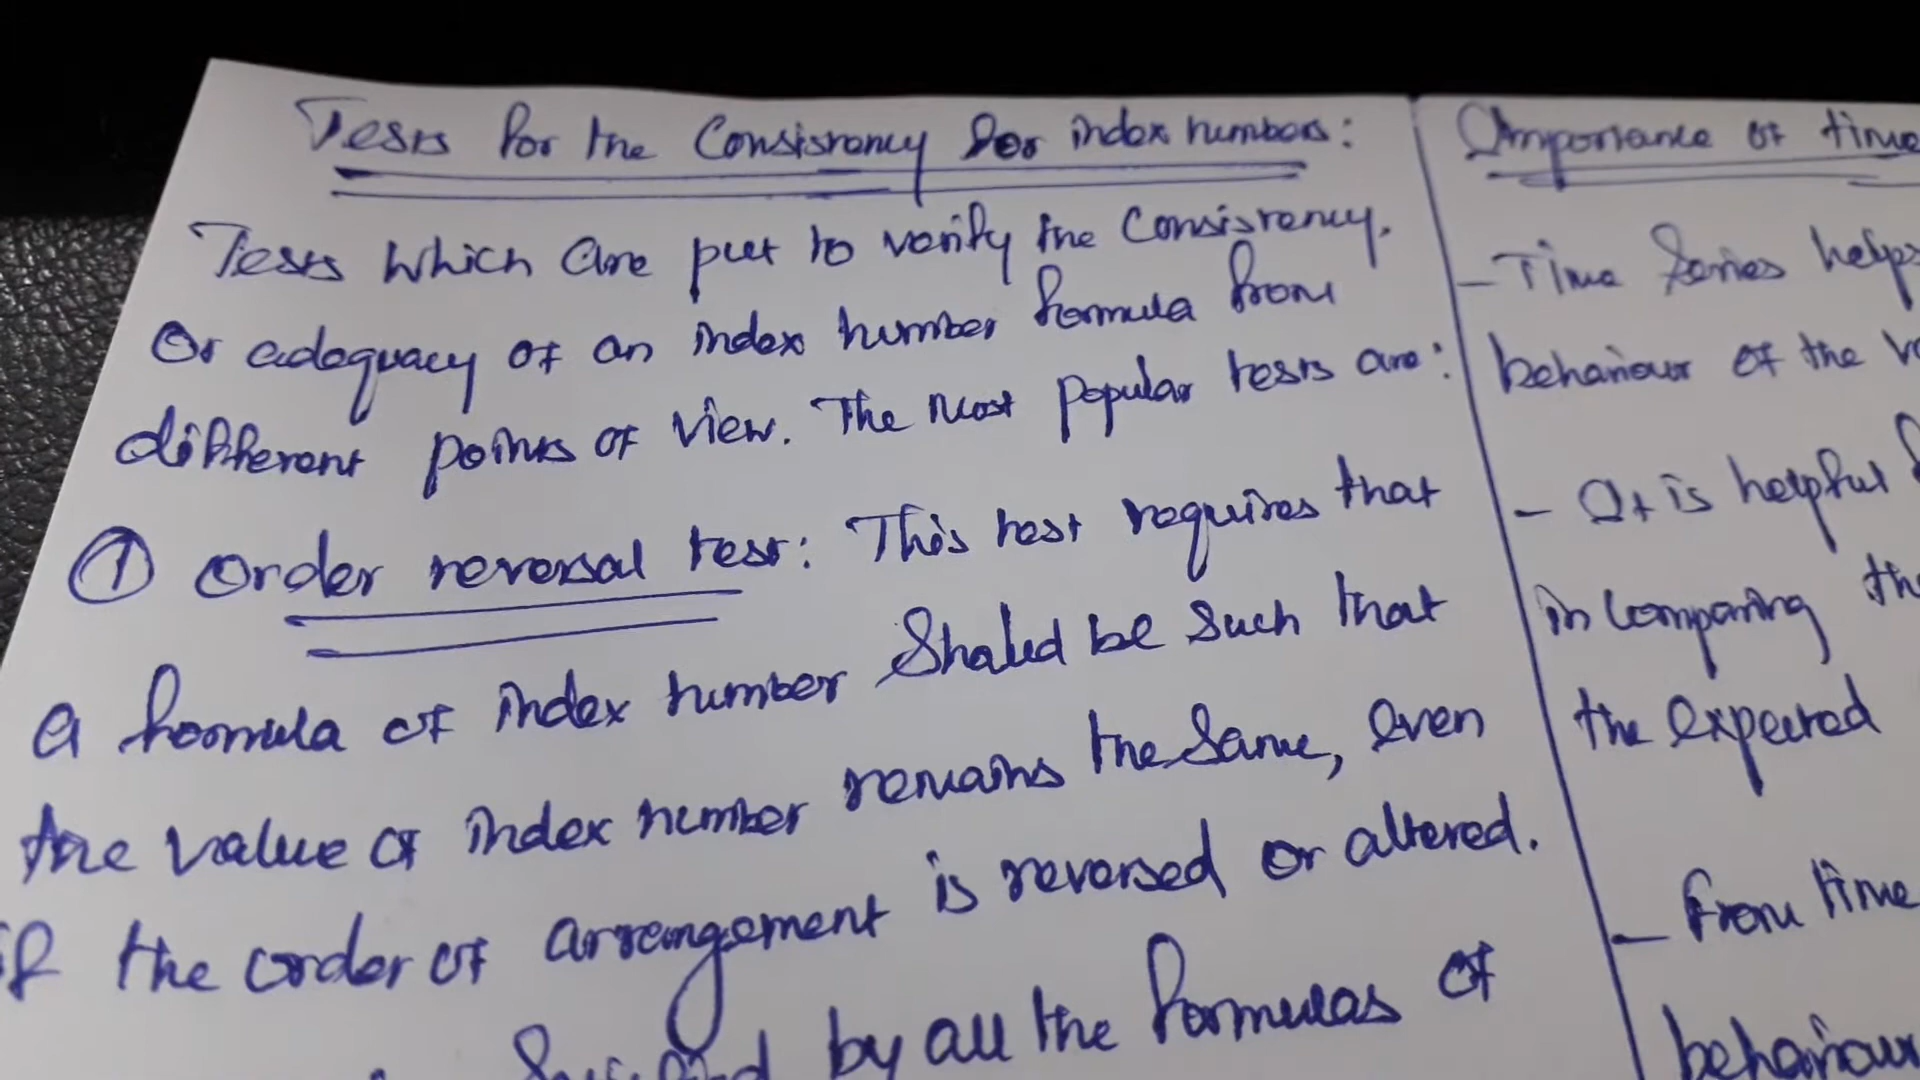 Tests for the Consistency for index numbers:
Tests which are put to verify the Consistency.
Or adequacy of an index number formula from
different points of view. The most popular tests are:
① Order reversal test: This test requires that
a formula of index number should be such that
the value of index number remains the same, even
if the order of arrangement is reversed or altered.
by all the formulas of
Importance of time
- Time series helps
behaviour of the
- It is helpful
in comparing the
the expected
- From time
behaviour